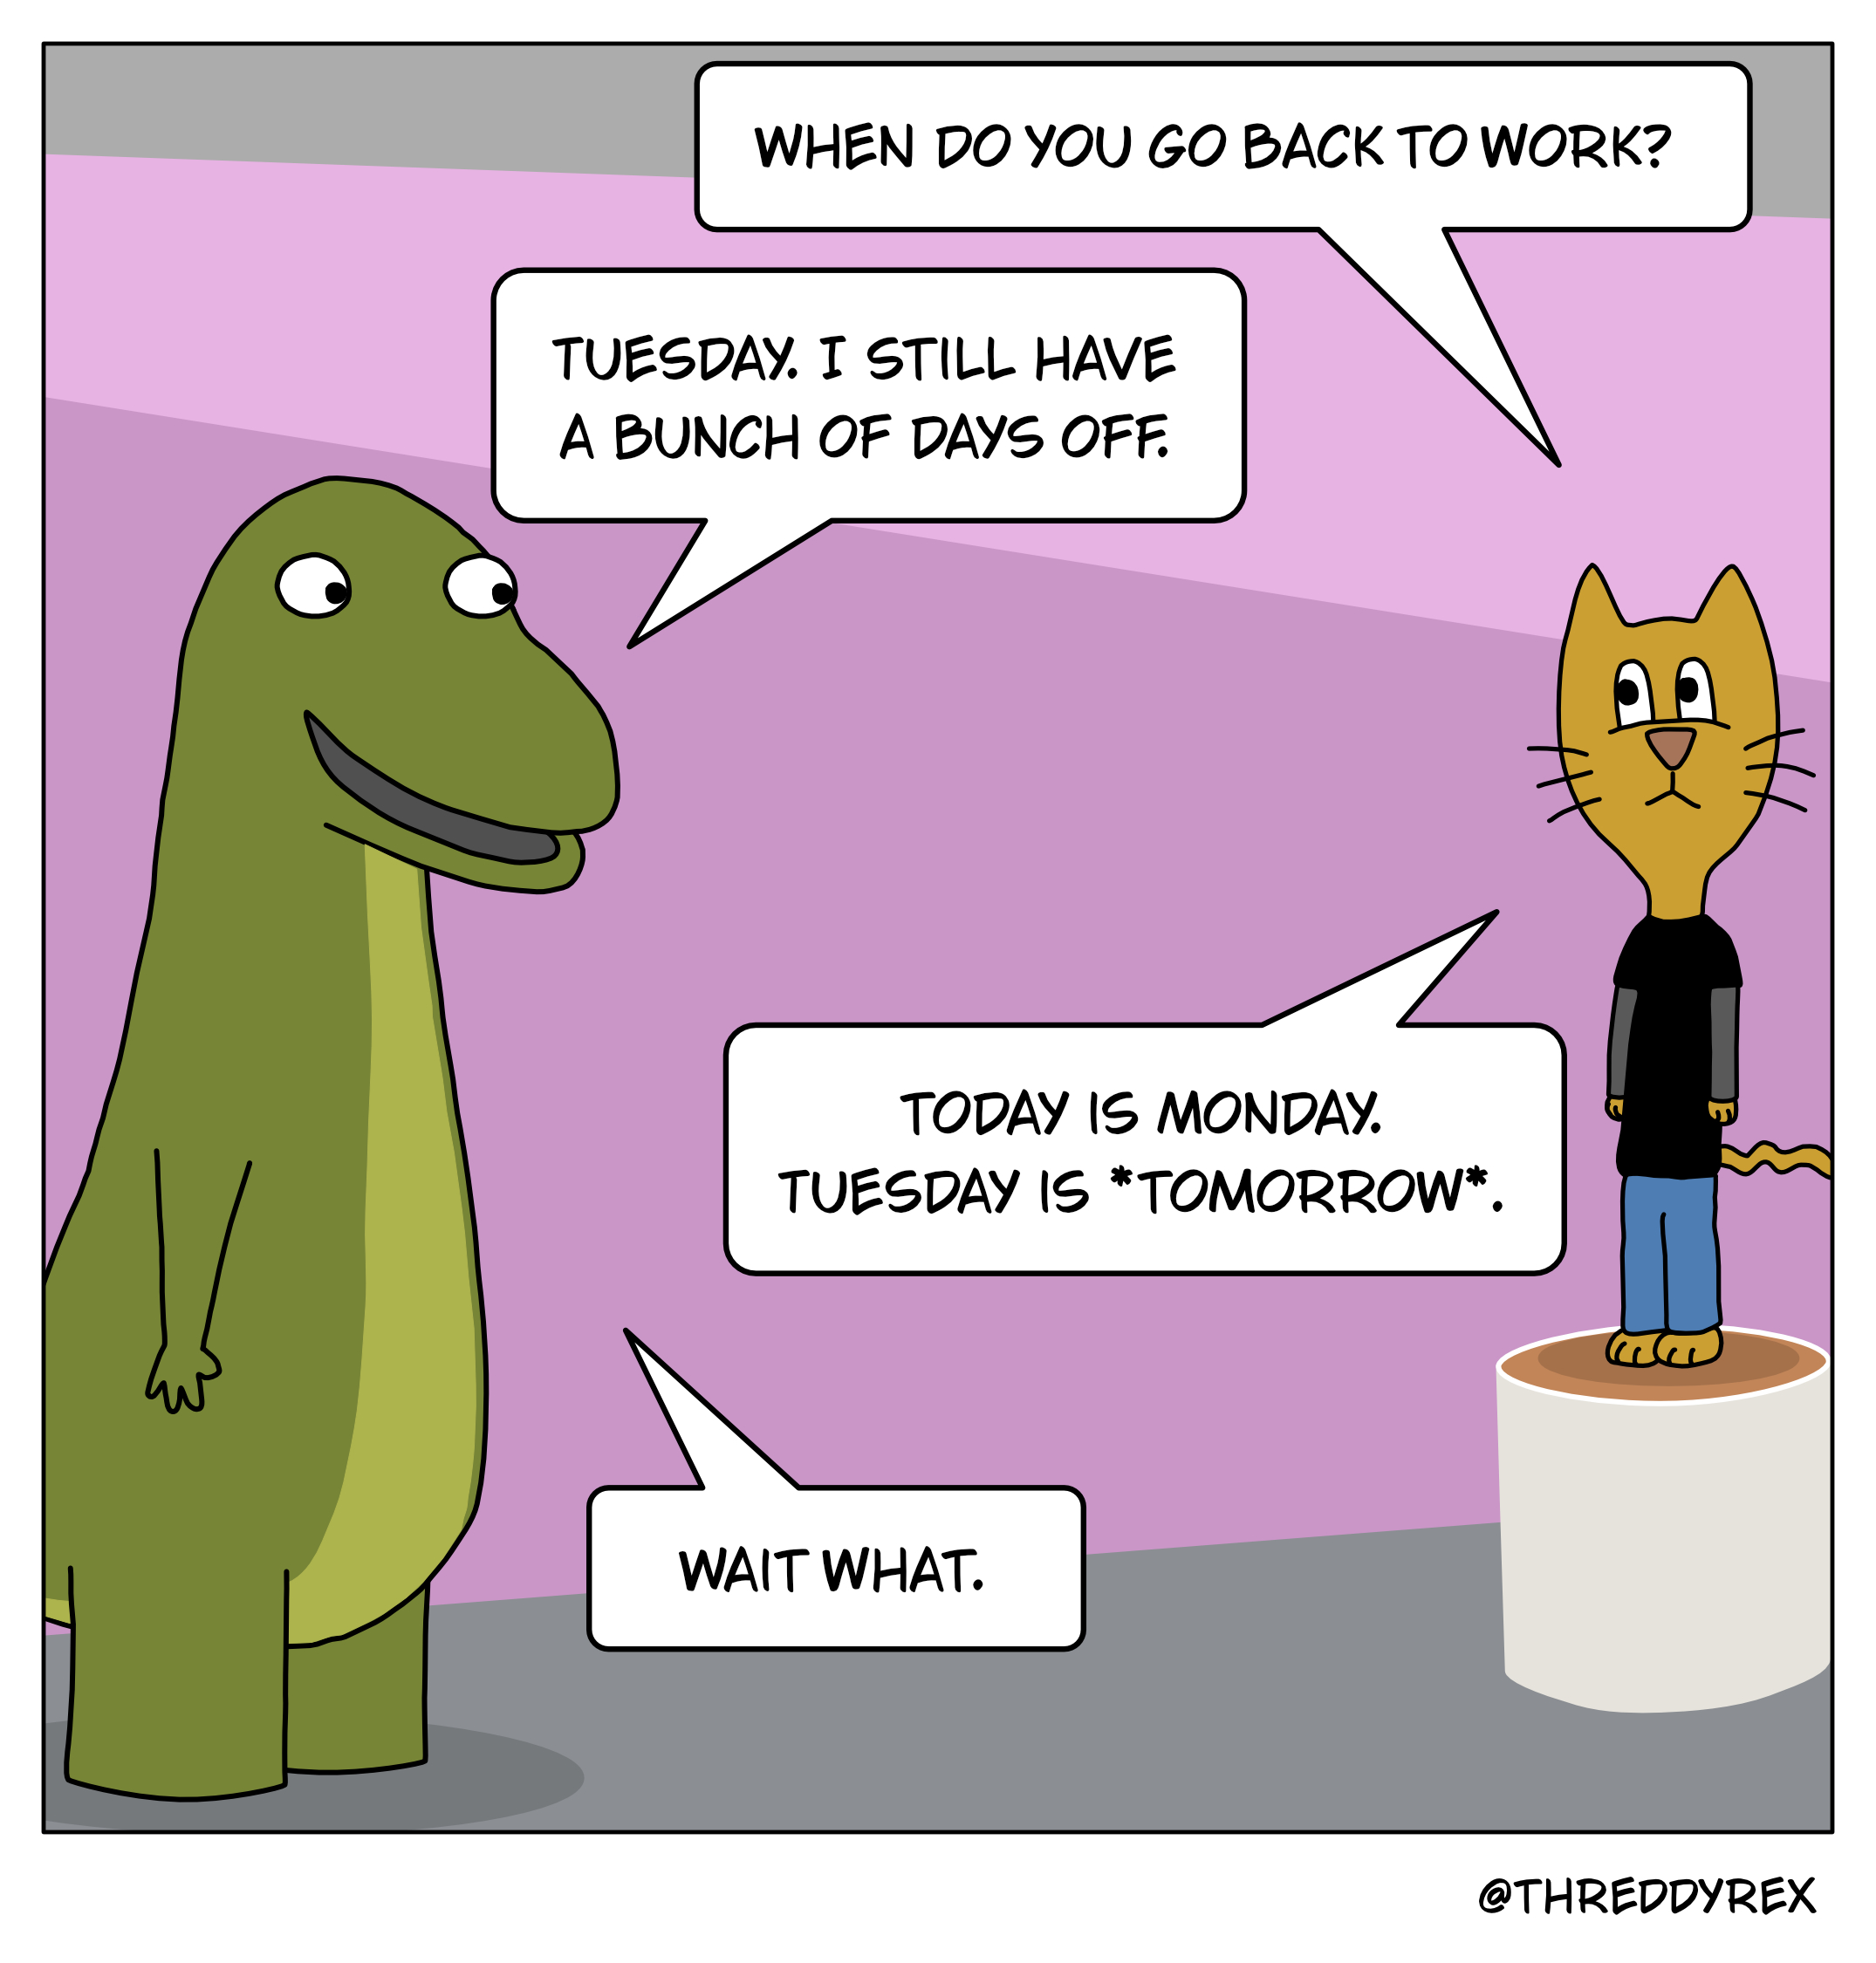 WHEN DO YOU GO BACK TO WORK?
TUESDAY. I STILL HAVE
A BUNCH OF DAYS OFF.
TODAY IS MONDAY.
TUESDAY IS *TOMORROW*.
WAIT WHAT.
@THREDDYREX